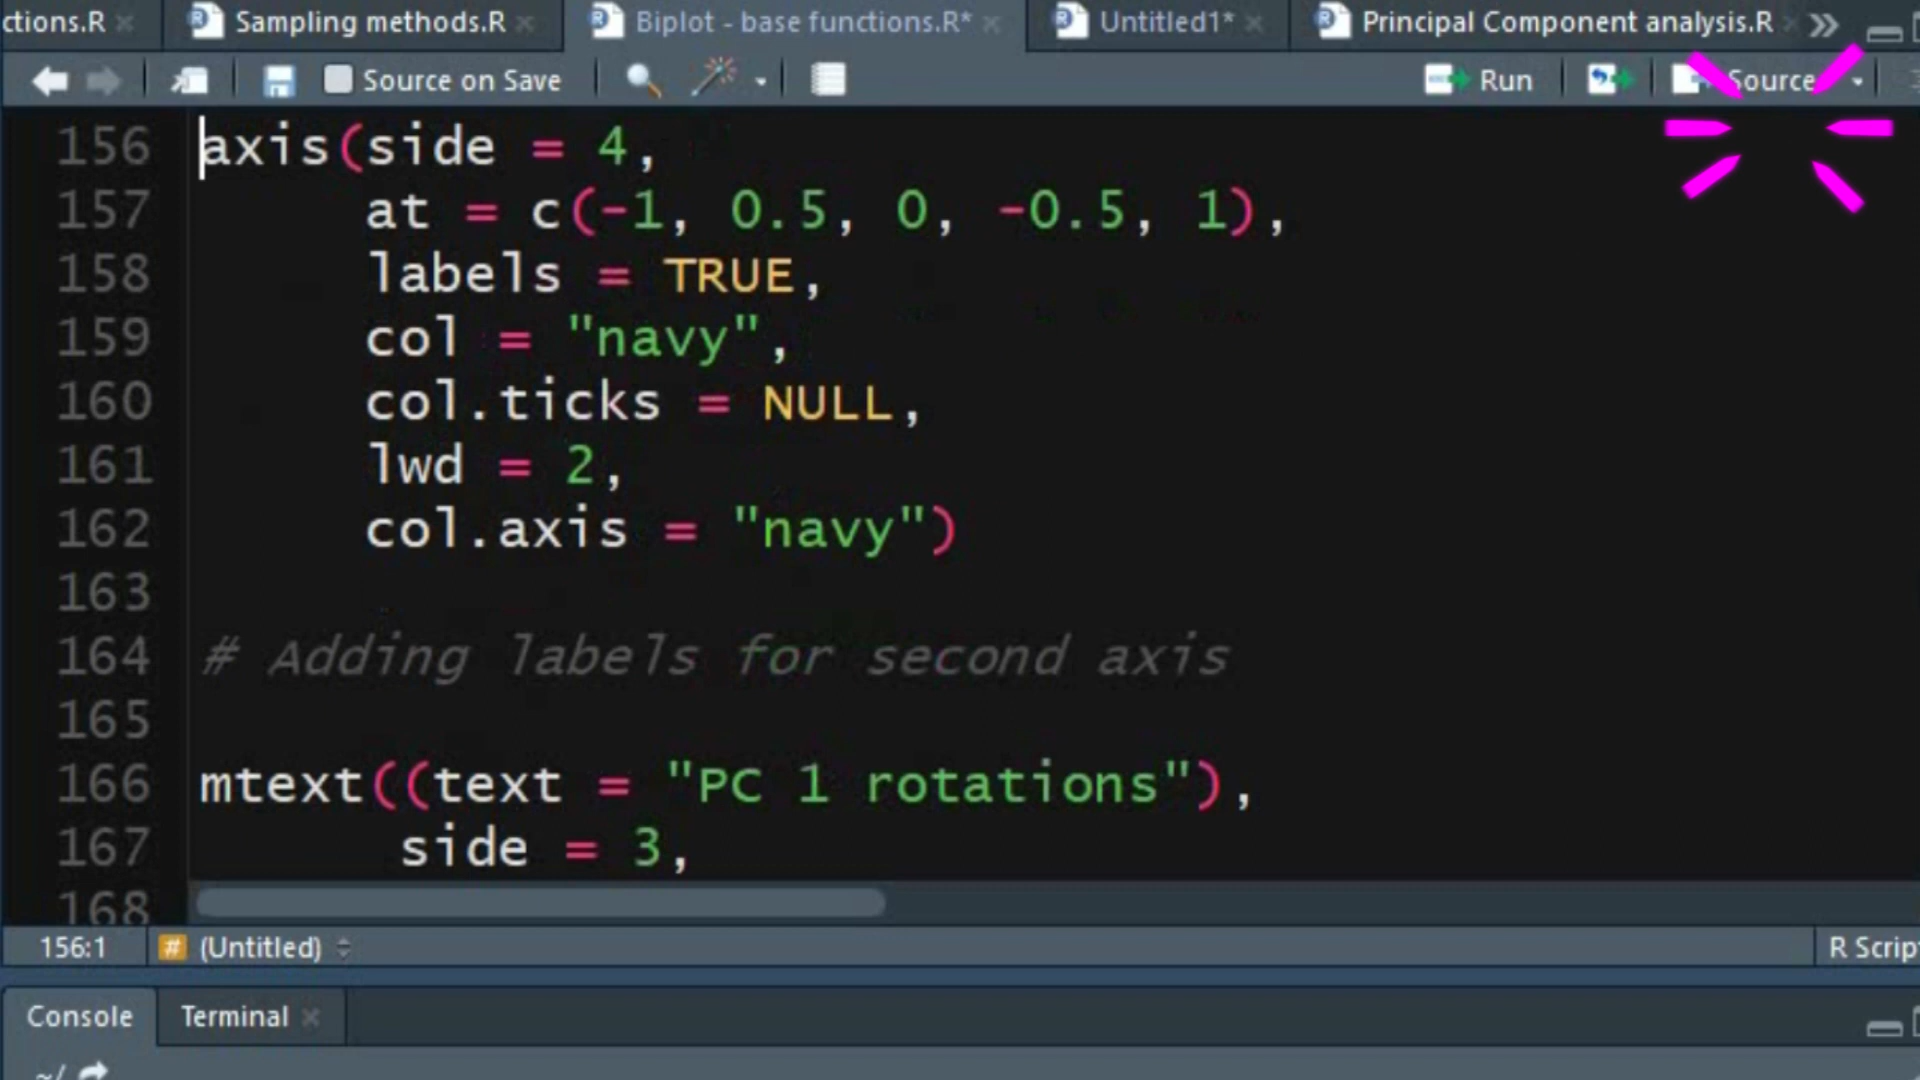 ctions.R Sampling methods.R Biplot - base functions.R* Untitled1* Principal Component analysis.R
Source on Save Run Source
156 axis(side = 4,
157 at = c(-1, 0.5, 0, -0.5, 1),
158 labels = TRUE,
159 col = "navy",
160 col.ticks = NULL,
161 lwd = 2,
162 col.axis = "navy")
163
164 # Adding labels for second axis
165
166 mtext((text = "PC 1 rotations"),
167 side = 3,
168
156:1 # (Untitled) R Script
Console Terminal
~/